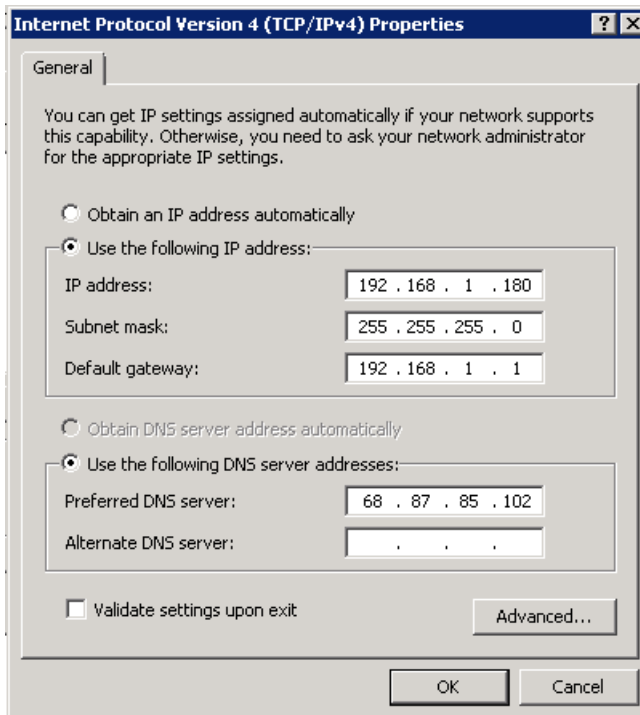 Internet Protocol Version 4 (TCP/IPv4) Properties
General
You can get IP settings assigned automatically if your network supports
this capability. Otherwise, you need to ask your network administrator
for the appropriate IP settings.
Obtain an IP address automatically
Use the following IP address:
IP address: 192 . 168 . 1 . 180
Subnet mask: 255 . 255 . 255 . 0
Default gateway: 192 . 168 . 1 . 1
Obtain DNS server address automatically
Use the following DNS server addresses:
Preferred DNS server: 68 . 87 . 85 . 102
Alternate DNS server: . . .
Validate settings upon exit
Advanced...
OK Cancel